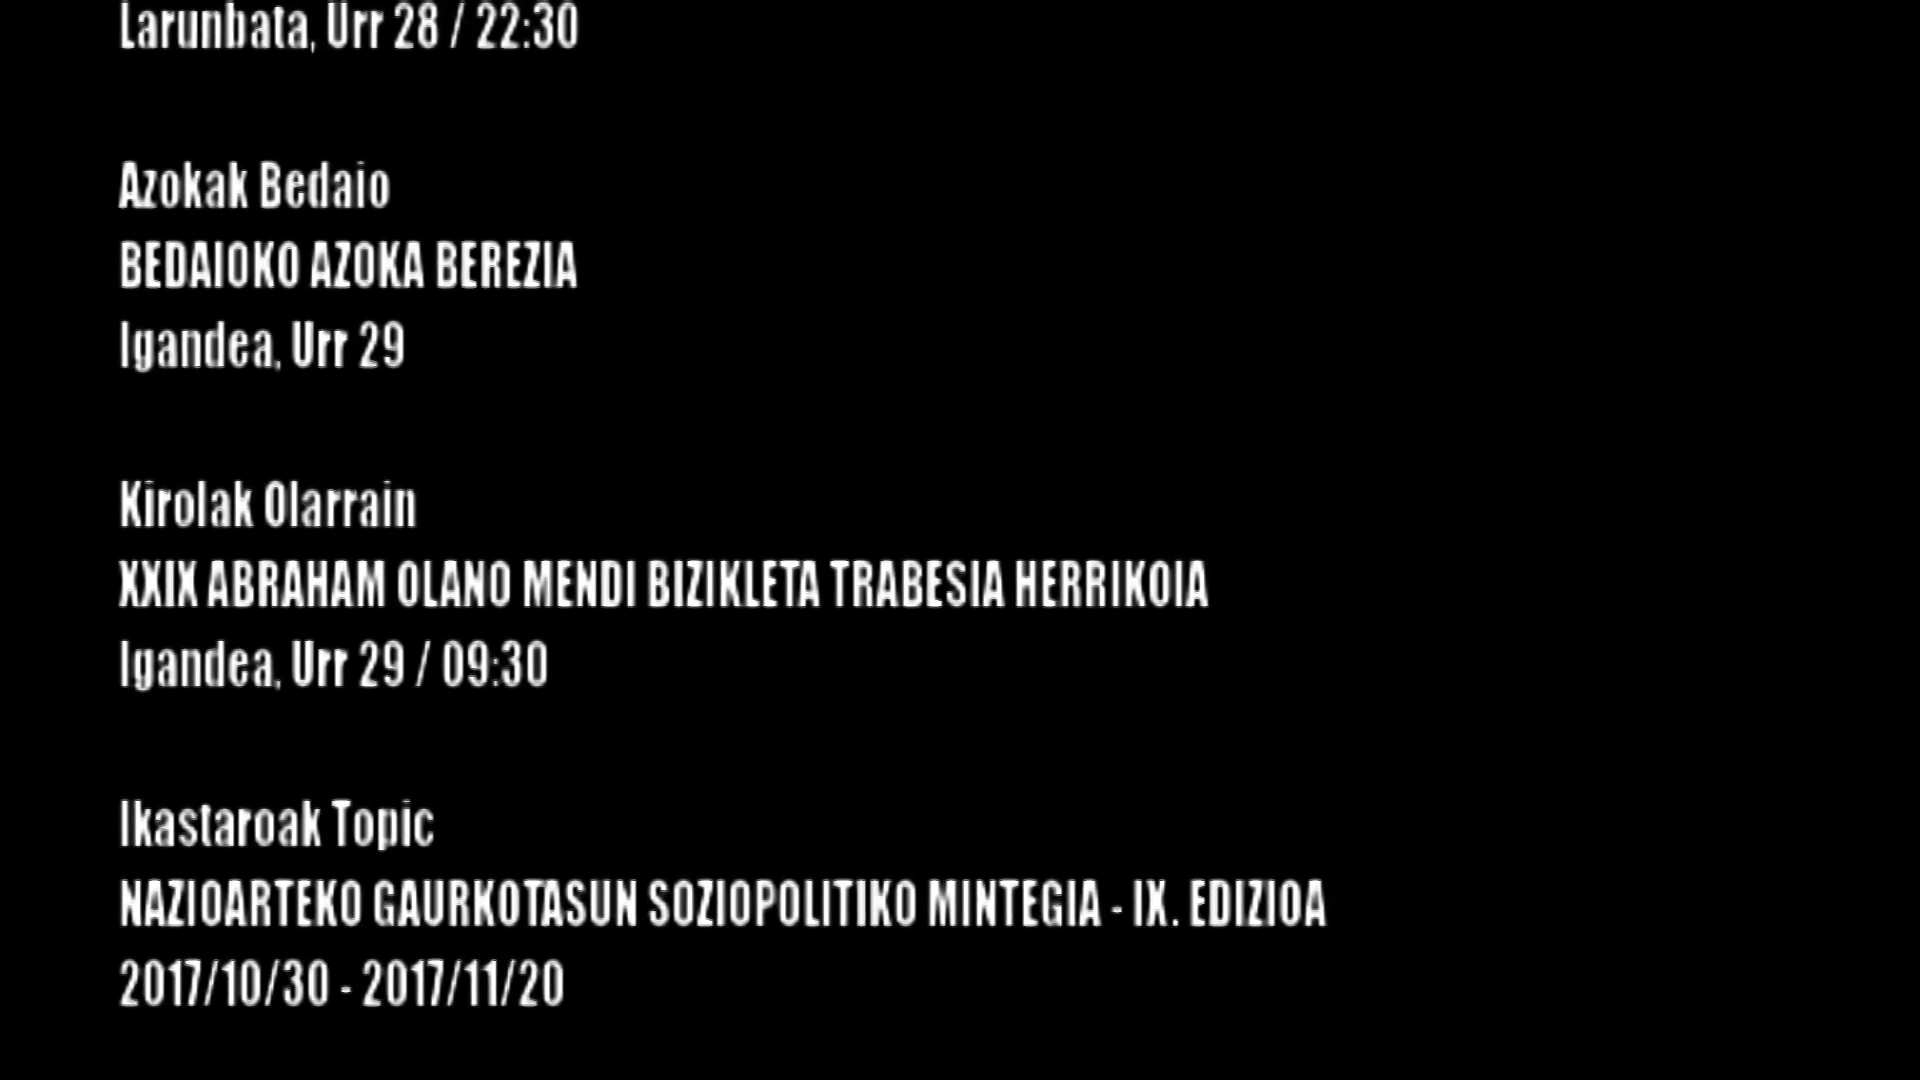 Larunbata, Urr 28 / 22:30
Azokak Bedaio
BEDAIOKO AZOKA BEREZIA
Igandea, Urr 29
Kirolak Olarrain
XXIX ABRAHAM OLANO MENDI BIZIKLETA TRABESIA HERRIKOIA
Igandea, Urr 29 / 09:30
Ikastaroak Topic
NAZIOARTEKO GAURKOTASUN SOZIOPOLITIKO MINTEGIA - IX. EDIZIOA
2017/10/30 - 2017/11/20